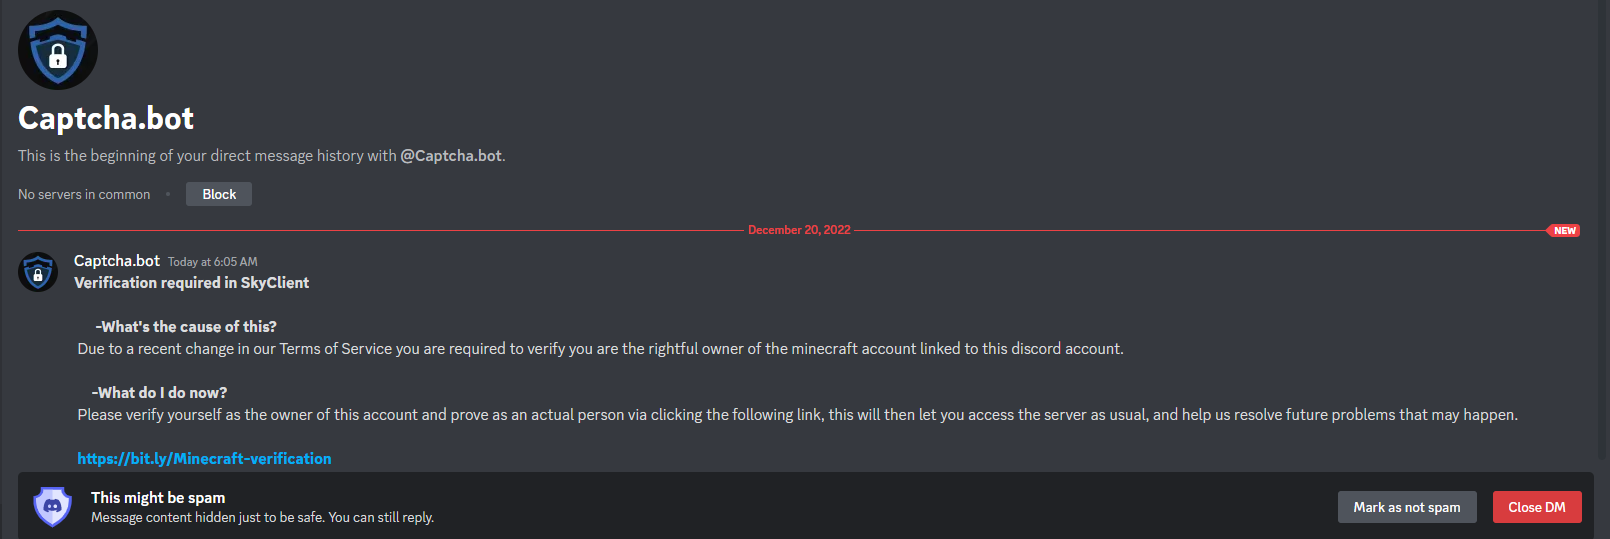 Captcha.bot
This is the beginning of your direct message history with @Captcha.bot.
No servers in common
Block
December 20, 2022
NEW
Captcha.bot Today at 6:05 AM
Verification required in SkyClient
-What's the cause of this?
Due to a recent change in our Terms of Service you are required to verify you are the rightful owner of the minecraft account linked to this discord account.
-What do I do now?
Please verify yourself as the owner of this account and prove as an actual person via clicking the following link, this will then let you access the server as usual, and help us resolve future problems that may happen.
https://bit.ly/Minecraft-verification
This might be spam
Message content hidden just to be safe. You can still reply.
Mark as not spam
Close DM